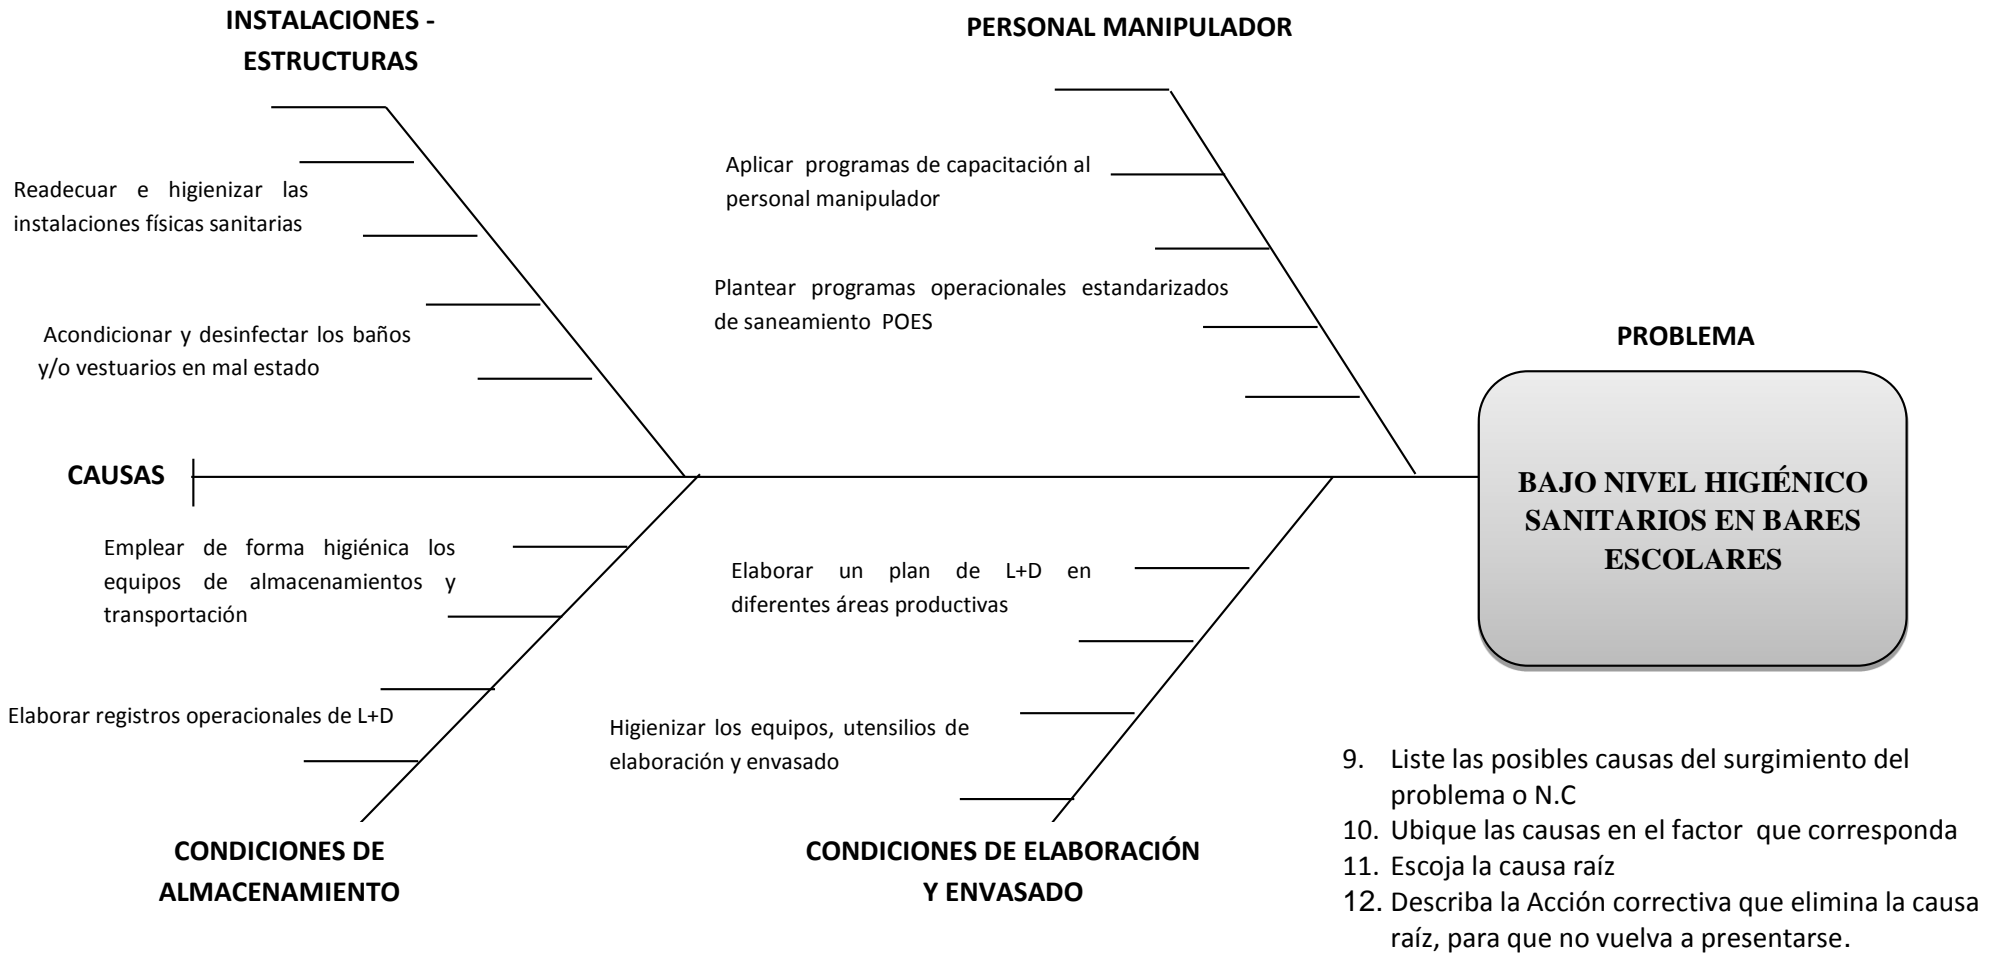 INSTALACIONES -
ESTRUCTURAS
PERSONAL MANIPULADOR
Readecuar e higienizar las
instalaciones físicas sanitarias
Aplicar programas de capacitación al
personal manipulador
Acondicionar y desinfectar los baños
y/o vestuarios en mal estado
Plantear programas operacionales estandarizados
de saneamiento POES
PROBLEMA
CAUSAS
BAJO NIVEL HIGIÉNICO
SANITARIOS EN BARES
ESCOLARES
Emplear de forma higiénica los
equipos de almacenamientos y
transportación
Elaborar un plan de L+D en
diferentes áreas productivas
Elaborar registros operacionales de L+D
Higienizar los equipos, utensilios de
elaboración y envasado
CONDICIONES DE
ALMACENAMIENTO
CONDICIONES DE ELABORACIÓN
Y ENVASADO
9. Liste las posibles causas del surgimiento del
problema o N.C
10. Ubique las causas en el factor que corresponda
11. Escoja la causa raíz
12. Describa la Acción correctiva que elimina la causa
raíz, para que no vuelva a presentarse.